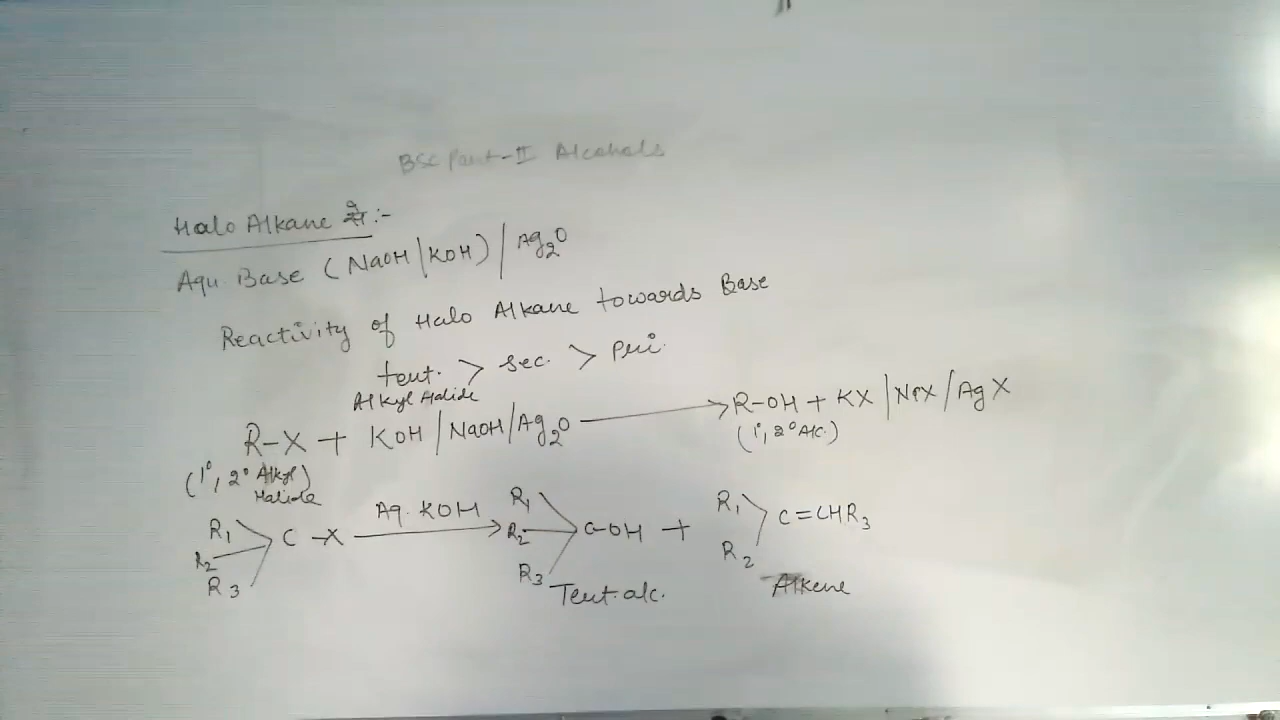 BSC Part-II Alcohals
Halo Alkane से :-
Aqu. Base (NaOH/KOH) / Ag2O
Reactivity of Halo Alkane towards Base
tert. > sec. > pri.
Alkyl Halide
R-X + KOH / NaOH / Ag2O → R-OH + KX / NaX / AgX
(1°, 2° Alkyl Halide) (1°, 2° Alc.)
R1 R2 R3 C-X Aq. KOH → R1 R2 R3 C-OH + R1 R2 C=CHR3
Tert. alc. Alkene